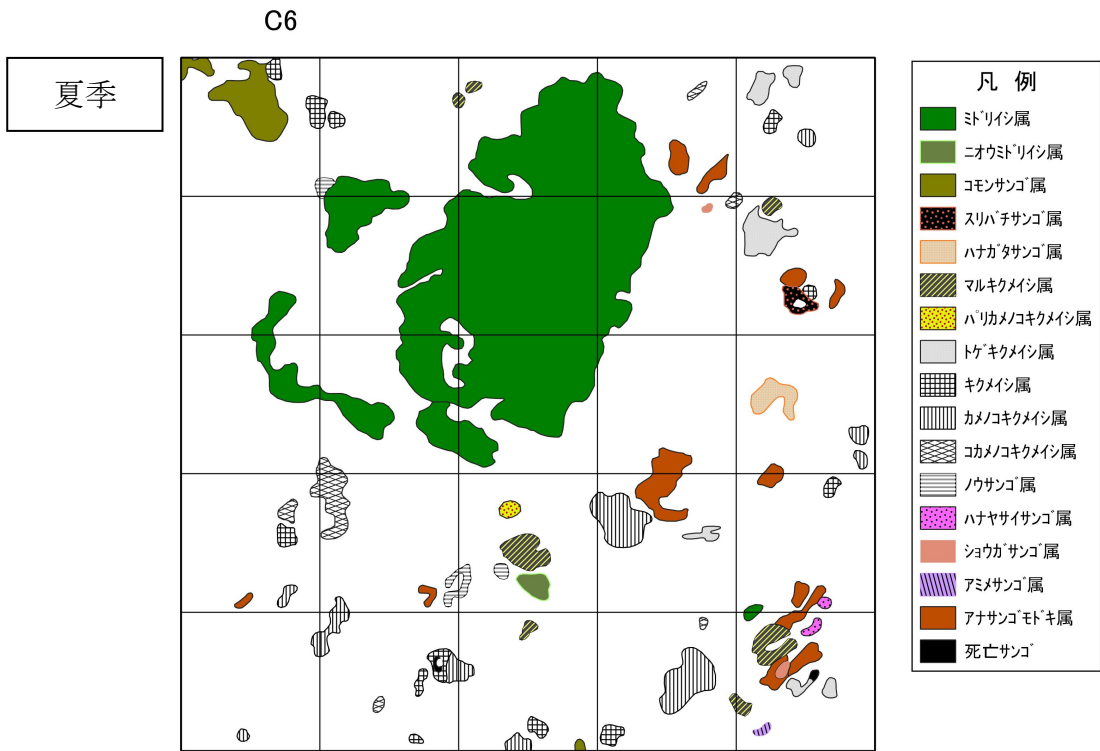 C6
夏季
凡 例
ミドリイシ属
ニオウミドリイシ属
コモンサンゴ属
スリバチサンゴ属
ハナガタサンゴ属
マルキクメイシ属
パリカメノコキクメイシ属
トゲキクメイシ属
キクメイシ属
カメノコキクメイシ属
コカメノコキクメイシ属
ノウサンゴ属
ハナヤサイサンゴ属
ショウガサンゴ属
アミメサンゴ属
アナサンゴモドキ属
死亡サンゴ